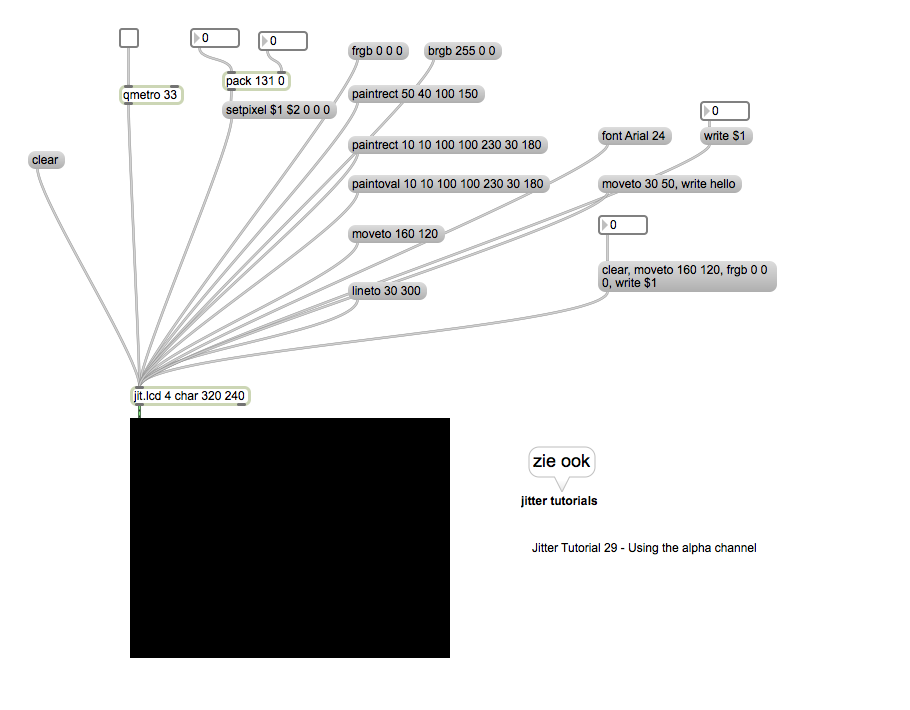 0
0
frgb 0 0 0
brgb 255 0 0
pack 131 0
qmetro 33
paintrect 50 40 100 150
setpixel $1 $2 0 0 0
0
font Arial 24
write $1
paintrect 10 10 100 100 230 30 180
clear
paintoval 10 10 100 100 230 30 180
moveto 30 50, write hello
0
moveto 160 120
clear, moveto 160 120, frgb 0 0
0, write $1
lineto 30 300
jit.lcd 4 char 320 240
zie ook
jitter tutorials
Jitter Tutorial 29 - Using the alpha channel